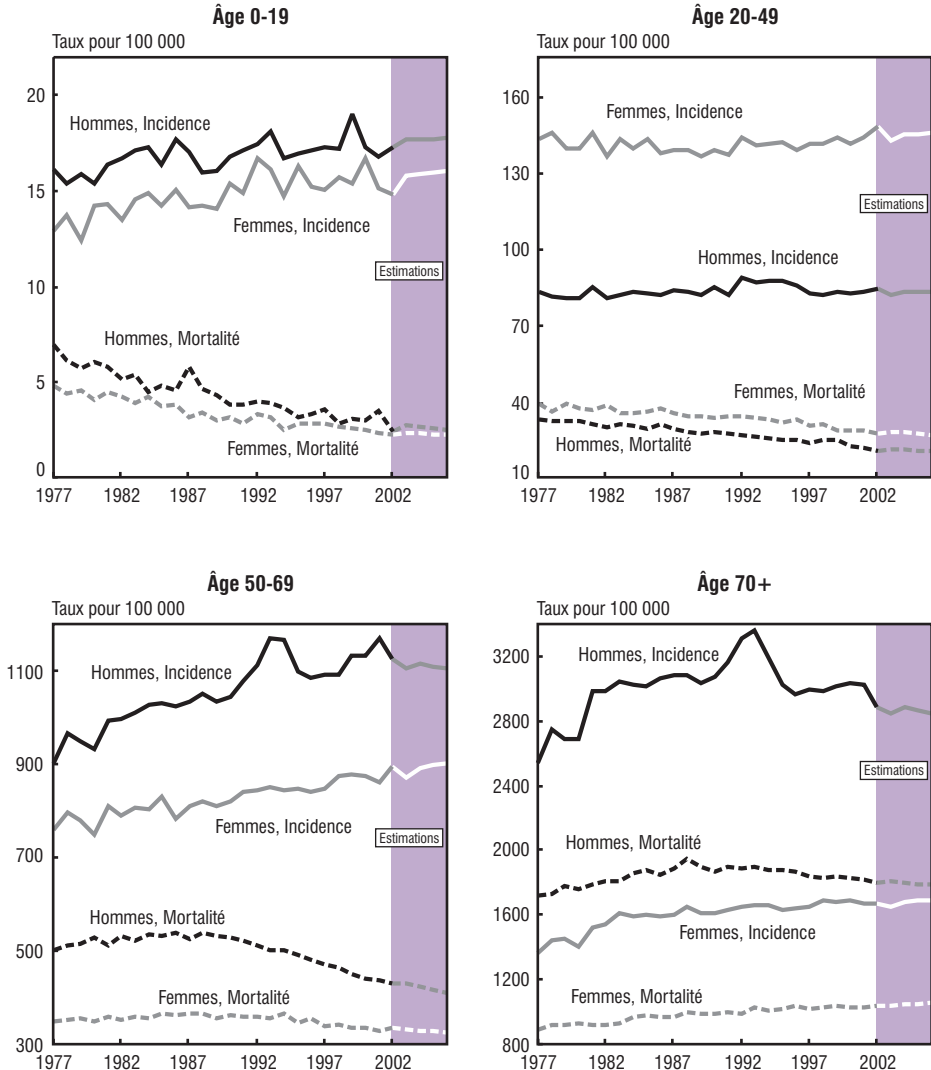 Âge 0-19
Taux pour 100 000
20
15
10
5
0
Hommes, Incidence
Femmes, Incidence
Estimations
Hommes, Mortalité
Femmes, Mortalité
1977 1982 1987 1992 1997 2002
Âge 20-49
Taux pour 100 000
160
130
100
70
40
10
Femmes, Incidence
Estimations
Hommes, Incidence
Femmes, Mortalité
Hommes, Mortalité
1977 1982 1987 1992 1997 2002
Âge 50-69
Taux pour 100 000
1100
900
700
500
300
Hommes, Incidence
Femmes, Incidence
Estimations
Hommes, Mortalité
Femmes, Mortalité
1977 1982 1987 1992 1997 2002
Âge 70+
Taux pour 100 000
3200
2800
2400
2000
1600
1200
800
Hommes, Incidence
Estimations
Hommes, Mortalité
Femmes, Incidence
Femmes, Mortalité
1977 1982 1987 1992 1997 2002